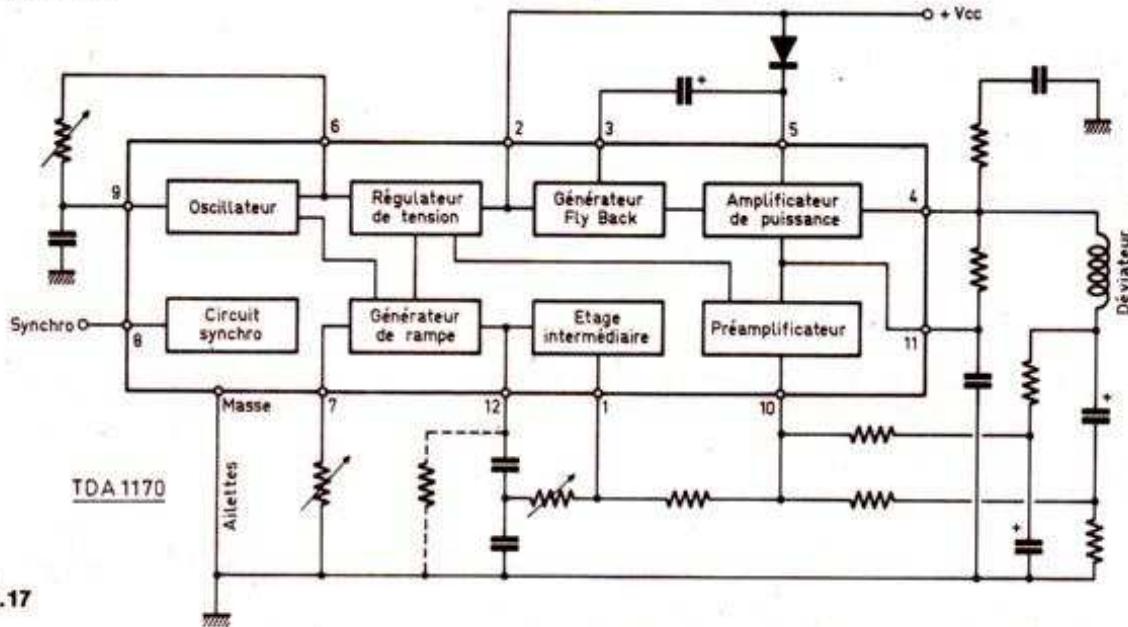 + Vcc
6
2
3
5
9
Oscillateur
Régulateur
de tension
Générateur
Fly Back
Amplificateur
de puissance
4
Synchro
8
Circuit
synchro
Générateur
de rampe
Etage
intermédiaire
Préamplificateur
11
Déviateur
Masse
7
12
1
10
TDA 1170
Ailettes
+
+
+
.17